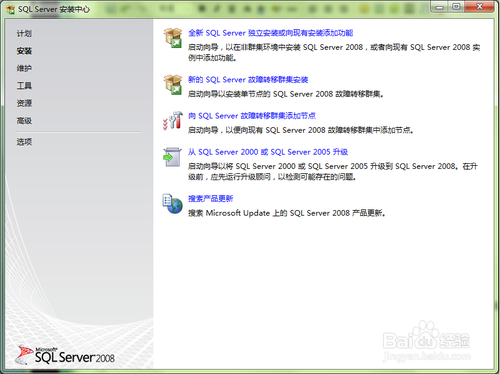 SQL Server 安装中心
计划
安装
维护
工具
资源
高级
选项
全新 SQL Server 独立安装或向现有安装添加功能
启动向导，以在非群集环境中安装 SQL Server 2008，或者向现有 SQL Server 2008 实
例中添加功能。
新的 SQL Server 故障转移群集安装
启动向导以安装单节点的 SQL Server 2008 故障转移群集。
向 SQL Server 故障转移群集添加节点
启动向导，以便向现有 SQL Server 2008 故障转移群集中添加节点。
从 SQL Server 2000 或 SQL Server 2005 升级
启动向导以将 SQL Server 2000 或 SQL Server 2005 升级到 SQL Server 2008。在升
级前，应先运行升级顾问，以检测可能存在的问题。
搜索产品更新
搜索 Microsoft Update 上的 SQL Server 2008 产品更新。
Microsoft
SQL Server 2008
Baidu 经验
jingyan.baidu.com